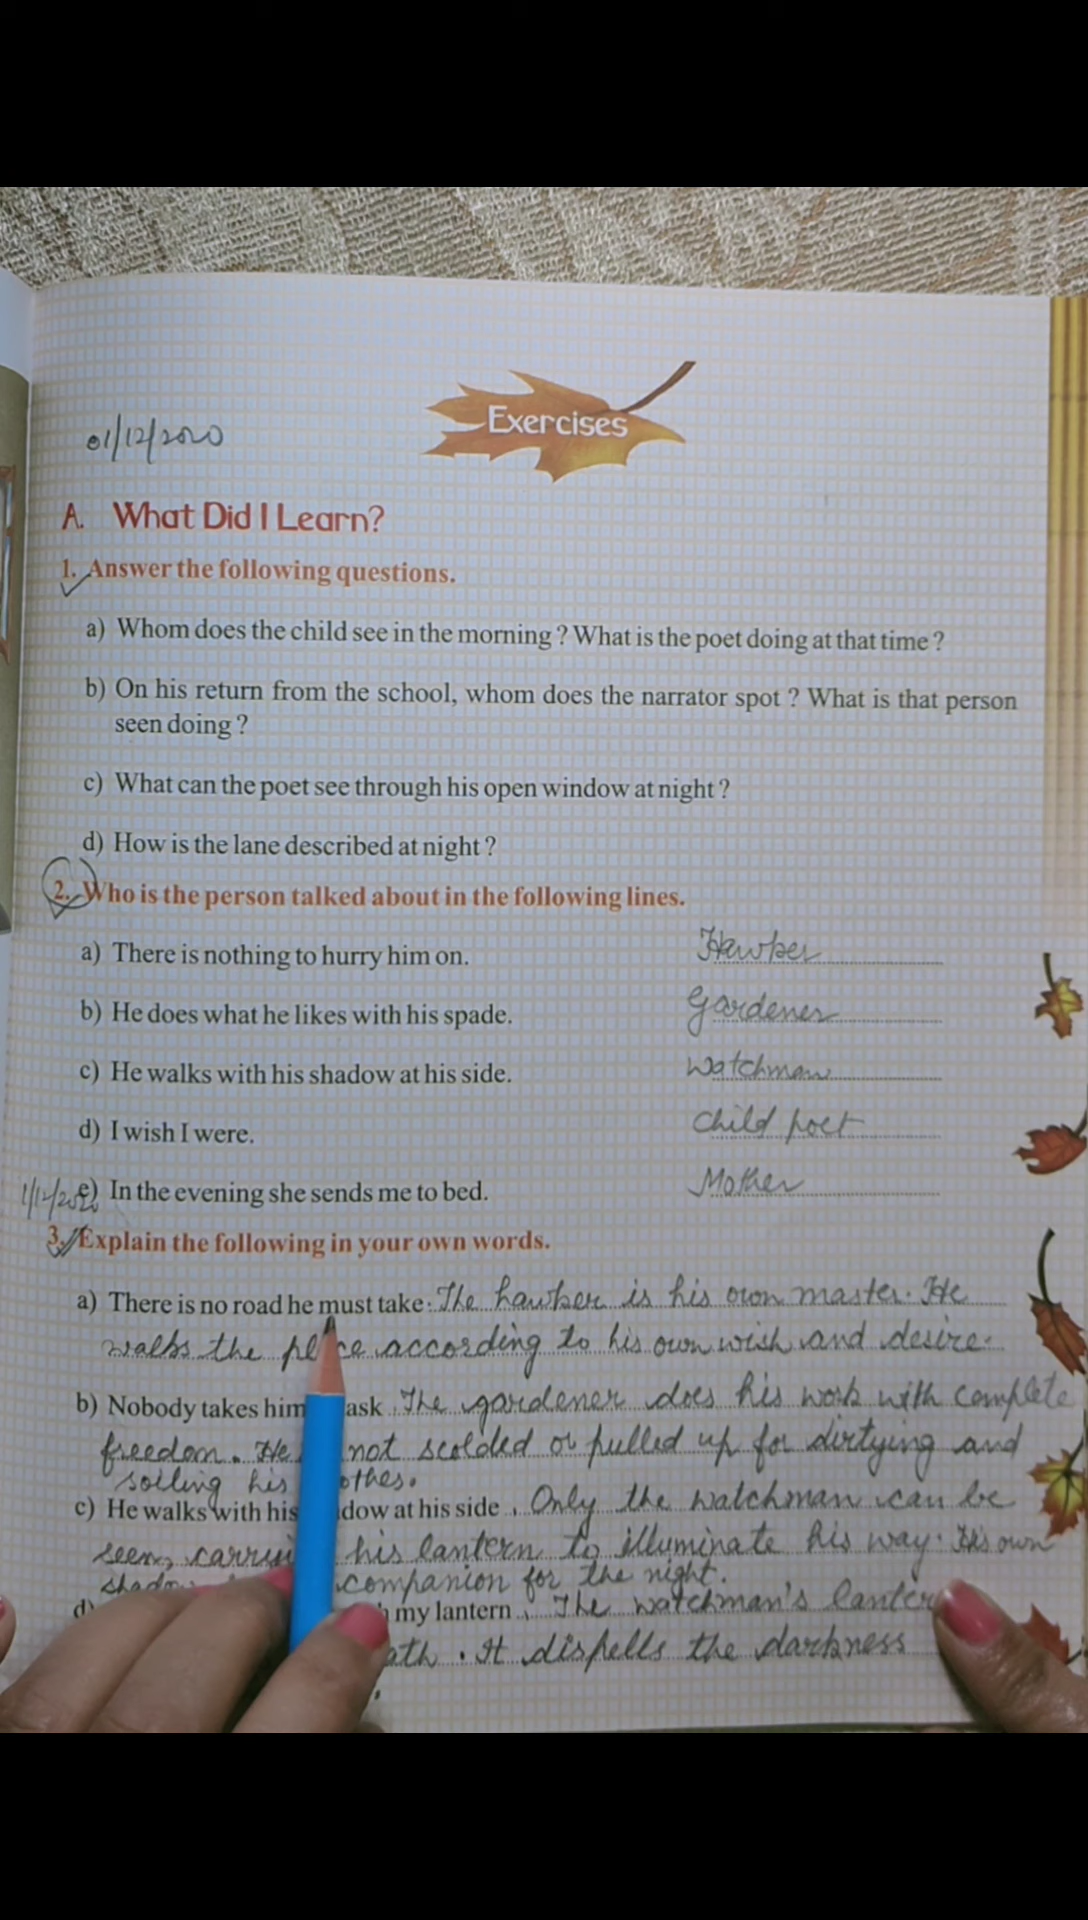 Exercises
01/12/2020
A. What Did I Learn?
1. Answer the following questions.
a) Whom does the child see in the morning ? What is the poet doing at that time ?
b) On his return from the school, whom does the narrator spot ? What is that person
seen doing ?
c) What can the poet see through his open window at night ?
d) How is the lane described at night ?
2. Who is the person talked about in the following lines.
a) There is nothing to hurry him on. Hawker
b) He does what he likes with his spade. Gardener
c) He walks with his shadow at his side. Watchman
d) I wish I were. Child poet
1/12/2020 e) In the evening she sends me to bed. Mother
3. Explain the following in your own words.
a) There is no road he must take. The hawker is his own master. He
walks the place according to his own wish and desire.
b) Nobody takes him ask The gardener does his work with complete
freedom. He not scolded or pulled up for dirtying and
soiling his othes.
c) He walks with his dow at his side. Only the watchman can be
seen, his lantern to illuminate his way. His own
companion for the night.
d) my lantern. The watchman's
ath. It dispells the darkness